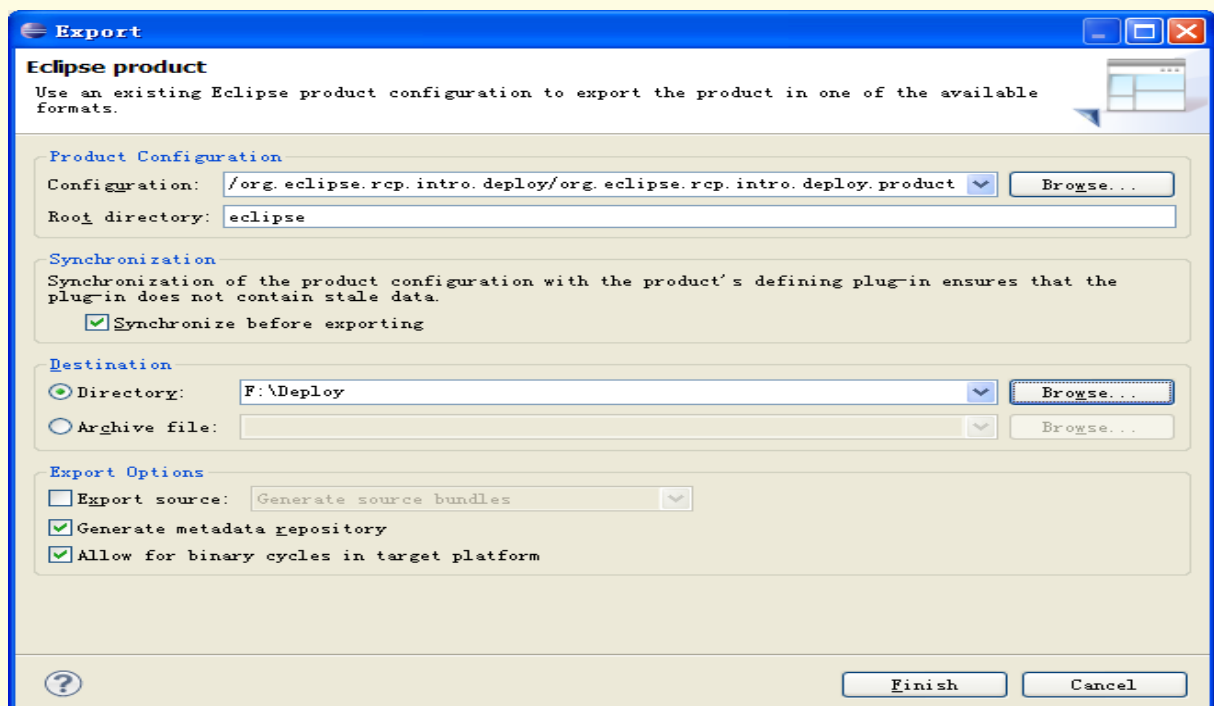 Export
Eclipse product
Use an existing Eclipse product configuration to export the product in one of the available
formats.
Product Configuration
Configuration: /org.eclipse.rcp.intro.deploy/org.eclipse.rcp.intro.deploy.product Browse...
Root directory: eclipse
Synchronization
Synchronization of the product configuration with the product's defining plug-in ensures that the
plug-in does not contain stale data.
Synchronize before exporting
Destination
Directory: F:\Deploy Browse...
Archive file: Browse...
Export Options
Export source: Generate source bundles
Generate metadata repository
Allow for binary cycles in target platform
? Finish Cancel